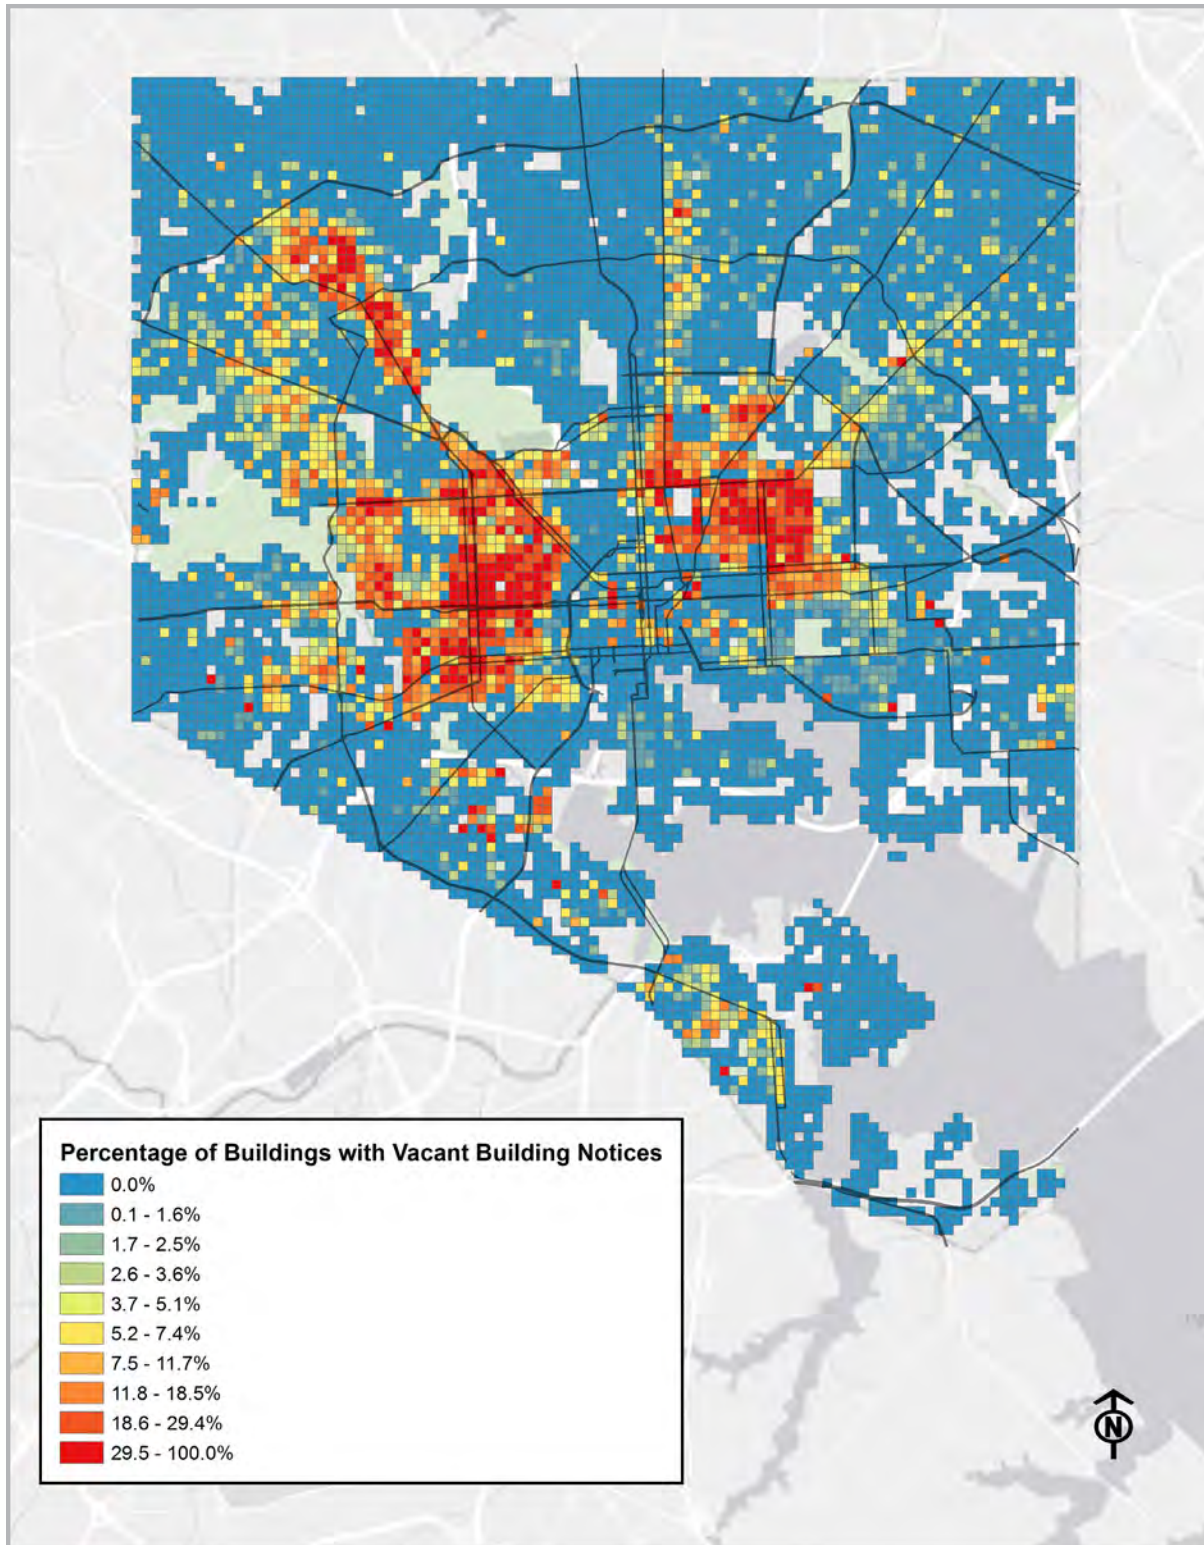 Percentage of Buildings with Vacant Building Notices
0.0%
0.1 - 1.6%
1.7 - 2.5%
2.6 - 3.6%
3.7 - 5.1%
5.2 - 7.4%
7.5 - 11.7%
11.8 - 18.5%
18.6 - 29.4%
29.5 - 100.0%
N